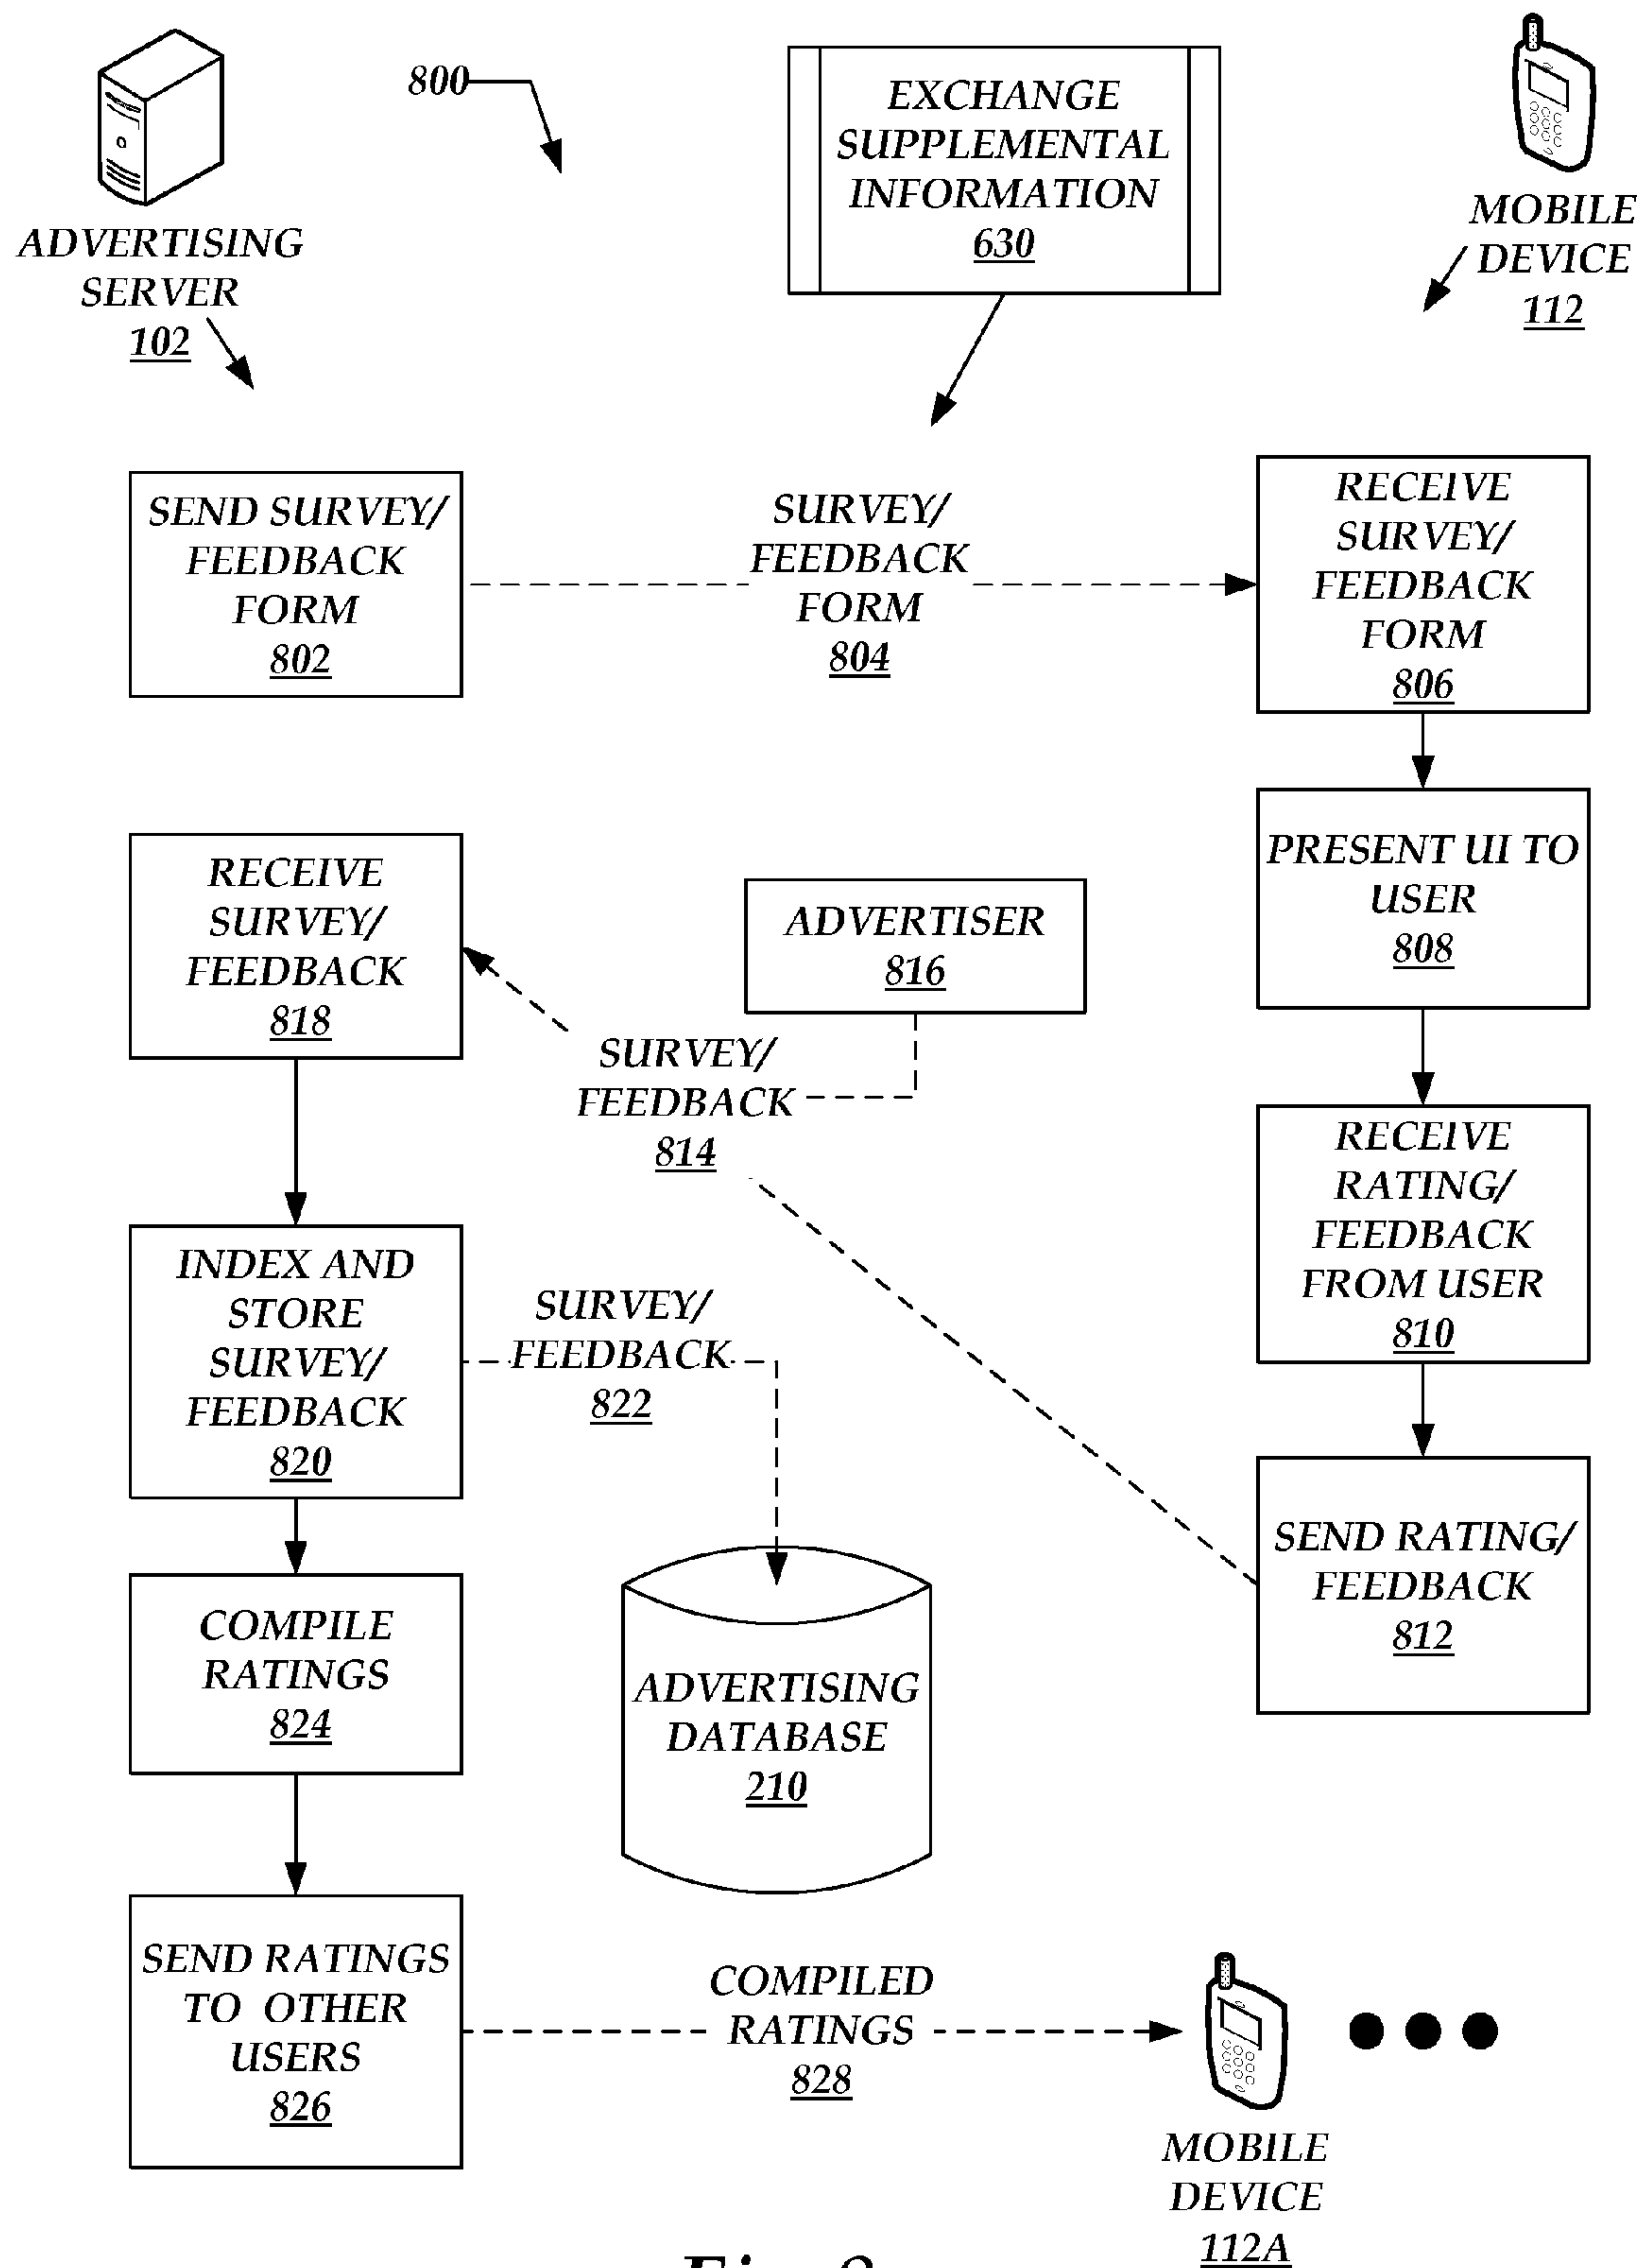 800
EXCHANGE
SUPPLEMENTAL
INFORMATION
630
ADVERTISING
SERVER
102
MOBILE
DEVICE
112
SEND SURVEY/
FEEDBACK
FORM
802
SURVEY/
FEEDBACK
FORM
804
RECEIVE
SURVEY/
FEEDBACK
FORM
806
PRESENT UI TO
USER
808
RECEIVE
SURVEY/
FEEDBACK
818
ADVERTISER
816
SURVEY/
FEEDBACK
814
RECEIVE
RATING/
FEEDBACK
FROM USER
810
INDEX AND
STORE
SURVEY/
FEEDBACK
820
SURVEY/
FEEDBACK
822
SEND RATING/
FEEDBACK
812
COMPILE
RATINGS
824
ADVERTISING
DATABASE
210
SEND RATINGS
TO OTHER
USERS
826
COMPILED
RATINGS
828
MOBILE
DEVICE
112A